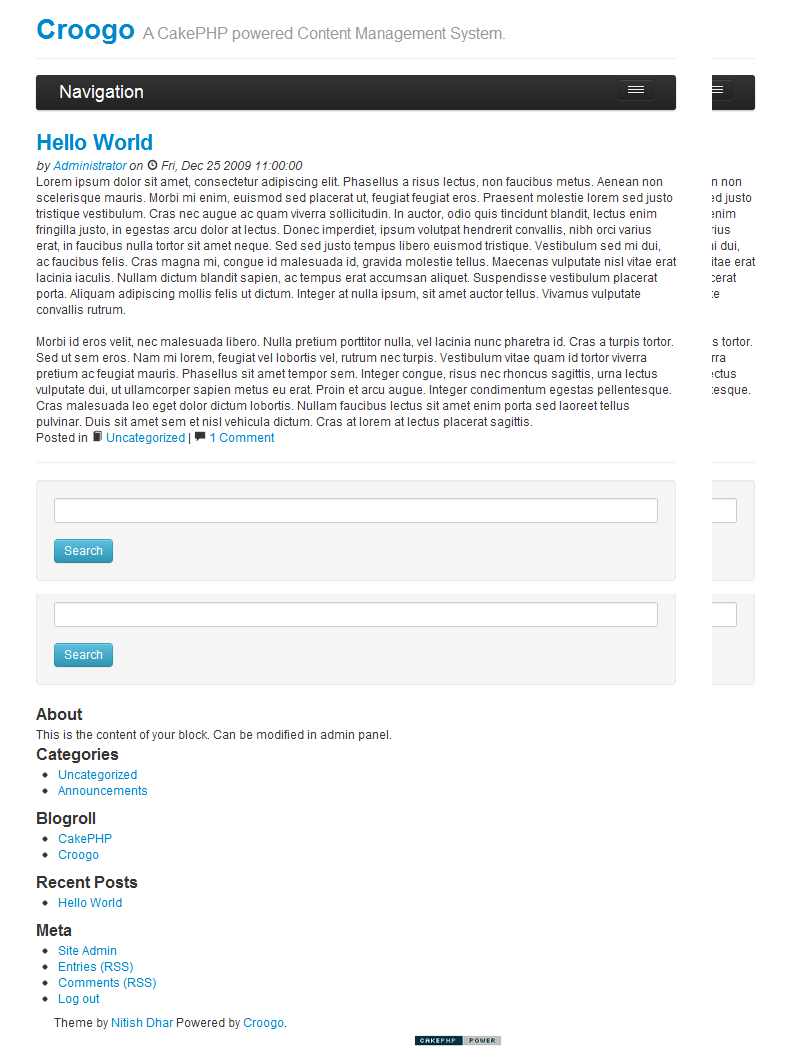 Croogo A CakePHP powered Content Management System.
Navigation
Hello World
by Administrator on Fri, Dec 25 2009 11:00:00
Lorem ipsum dolor sit amet, consectetur adipiscing elit. Phasellus a risus lectus, non faucibus metus. Aenean non n non
scelerisque mauris. Morbi mi enim, euismod sed placerat ut, feugiat feugiat eros. Praesent molestie lorem sed justo ed justo
tristique vestibulum. Cras nec augue ac quam viverra sollicitudin. In auctor, odio quis tincidunt blandit, lectus enim enim
fringilla justo, in egestas arcu dolor at lectus. Donec imperdiet, ipsum volutpat hendrerit convallis, nibh orci varius rius
erat, in faucibus nulla tortor sit amet neque. Sed sed justo tempus libero euismod tristique. Vestibulum sed mi dui, i dui,
ac faucibus felis. Cras magna mi, congue id malesuada id, gravida molestie tellus. Maecenas vulputate nisl vitae erat itae erat
lacinia iaculis. Nullam dictum blandit sapien, ac tempus erat accumsan aliquet. Suspendisse vestibulum placerat cerat
porta. Aliquam adipiscing mollis felis ut dictum. Integer at nulla ipsum, sit amet auctor tellus. Vivamus vulputate te
convallis rutrum.
Morbi id eros velit, nec malesuada libero. Nulla pretium porttitor nulla, vel lacinia nunc pharetra id. Cras a turpis tortor. s tortor.
Sed ut sem eros. Nam mi lorem, feugiat vel lobortis vel, rutrum nec turpis. Vestibulum vitae quam id tortor viverra rra
pretium ac feugiat mauris. Phasellus sit amet tempor sem. Integer congue, risus nec rhoncus sagittis, urna lectus ectus
vulputate dui, ut ullamcorper sapien metus eu erat. Proin et arcu augue. Integer condimentum egestas pellentesque. tesque.
Cras malesuada leo eget dolor dictum lobortis. Nullam faucibus lectus sit amet enim porta sed laoreet tellus
pulvinar. Duis sit amet sem et nisl vehicula dictum. Cras at lorem at lectus placerat sagittis.
Posted in Uncategorized | 1 Comment
Search
Search
About
This is the content of your block. Can be modified in admin panel.
Categories
Uncategorized
Announcements
Blogroll
CakePHP
Croogo
Recent Posts
Hello World
Meta
Site Admin
Entries (RSS)
Comments (RSS)
Log out
Theme by Nitish Dhar Powered by Croogo.
CAKEPHP POWER